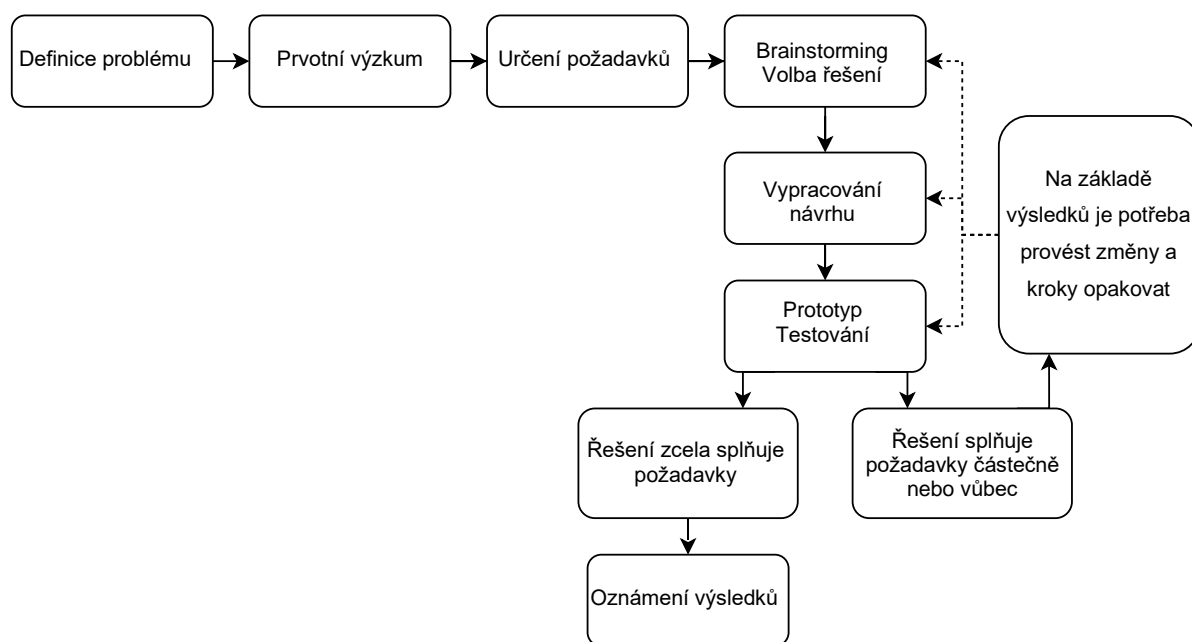 Definice problému
Prvotní výzkum
Určení požadavků
Brainstorming
Volba řešení
Vypracování
návrhu
Prototyp
Testování
Na základě
výsledků je potřeba
provést změny a
kroky opakovat
Řešení zcela splňuje
požadavky
Řešení splňuje
požadavky částečně
nebo vůbec
Oznámení výsledků